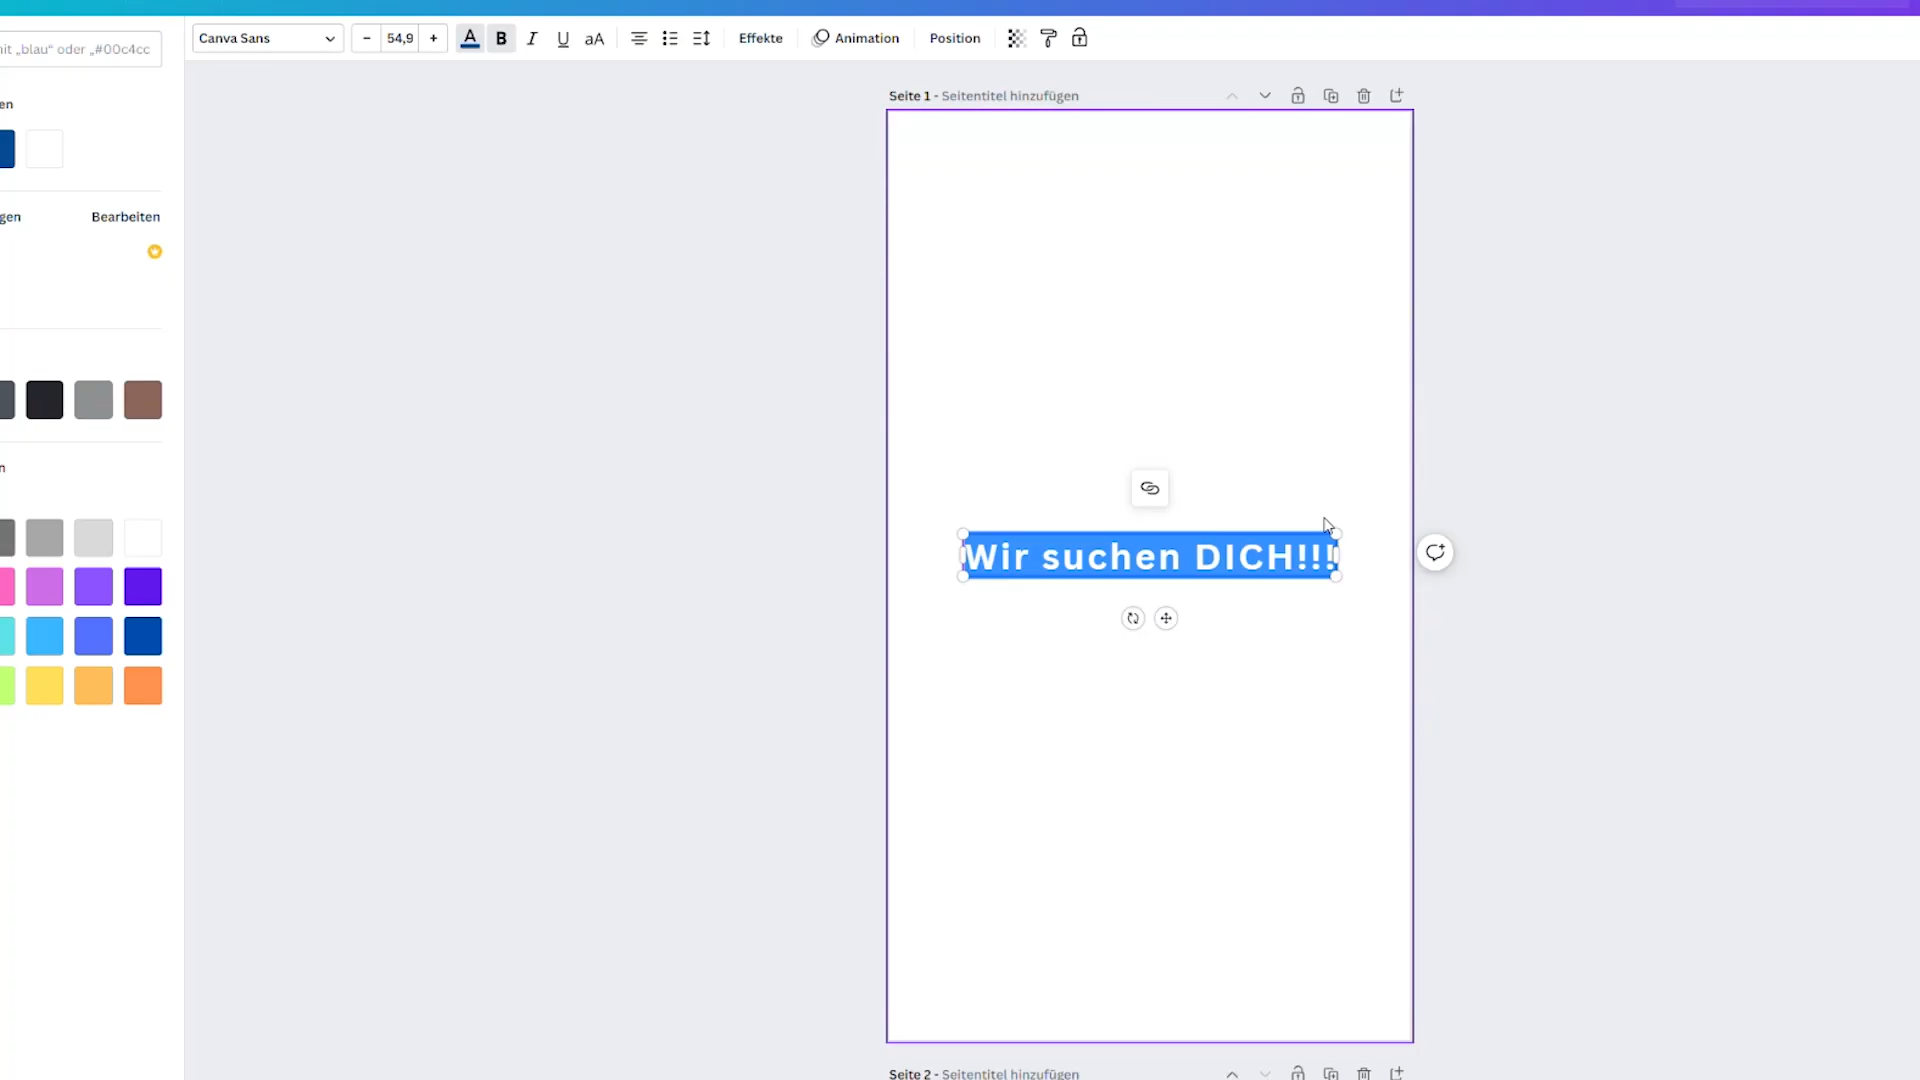 Canva Sans
– 54,9 +
A B I U aA
Effekte
Animation
Position
mit „blau“ oder „#00c4cc
en
gen
Bearbeiten
n
Seite 1 - Seitentitel hinzufügen
Wir suchen DICH!!!
Seite 2 - Seitentitel hinzufügen